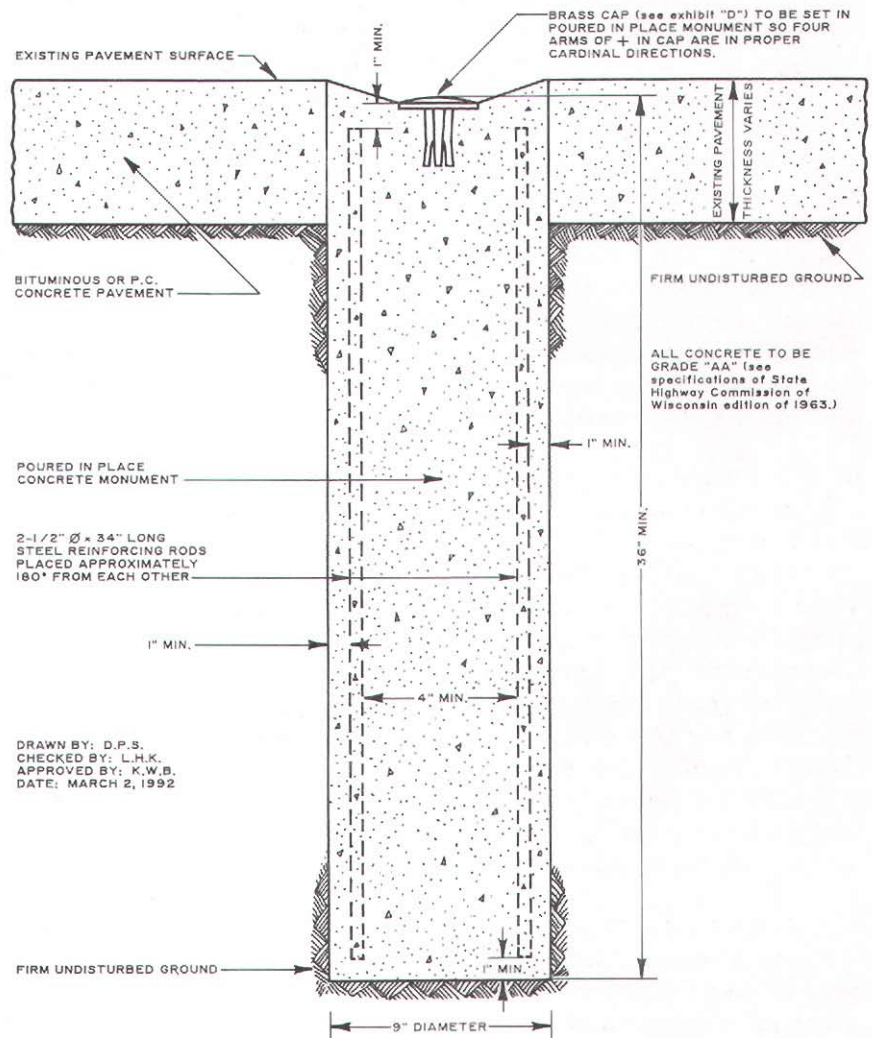 BRASS CAP (see exhibit "D") TO BE SET IN
POURED IN PLACE MONUMENT SO FOUR
ARMS OF + IN CAP ARE IN PROPER
CARDINAL DIRECTIONS.
EXISTING PAVEMENT SURFACE
1" MIN.
EXISTING PAVEMENT
THICKNESS VARIES
BITUMINOUS OR P.C.
CONCRETE PAVEMENT
FIRM UNDISTURBED GROUND
ALL CONCRETE TO BE
GRADE "AA" (see
specifications of State
Highway Commission of
Wisconsin edition of 1963.)
1" MIN.
POURED IN PLACE
CONCRETE MONUMENT
36" MIN.
2-1/2" Ø x 34" LONG
STEEL REINFORCING RODS
PLACED APPROXIMATELY
180° FROM EACH OTHER
1" MIN.
4" MIN.
DRAWN BY: D.P.S.
CHECKED BY: L.H.K.
APPROVED BY: K.W.B.
DATE: MARCH 2, 1992
FIRM UNDISTURBED GROUND
1" MIN.
9" DIAMETER